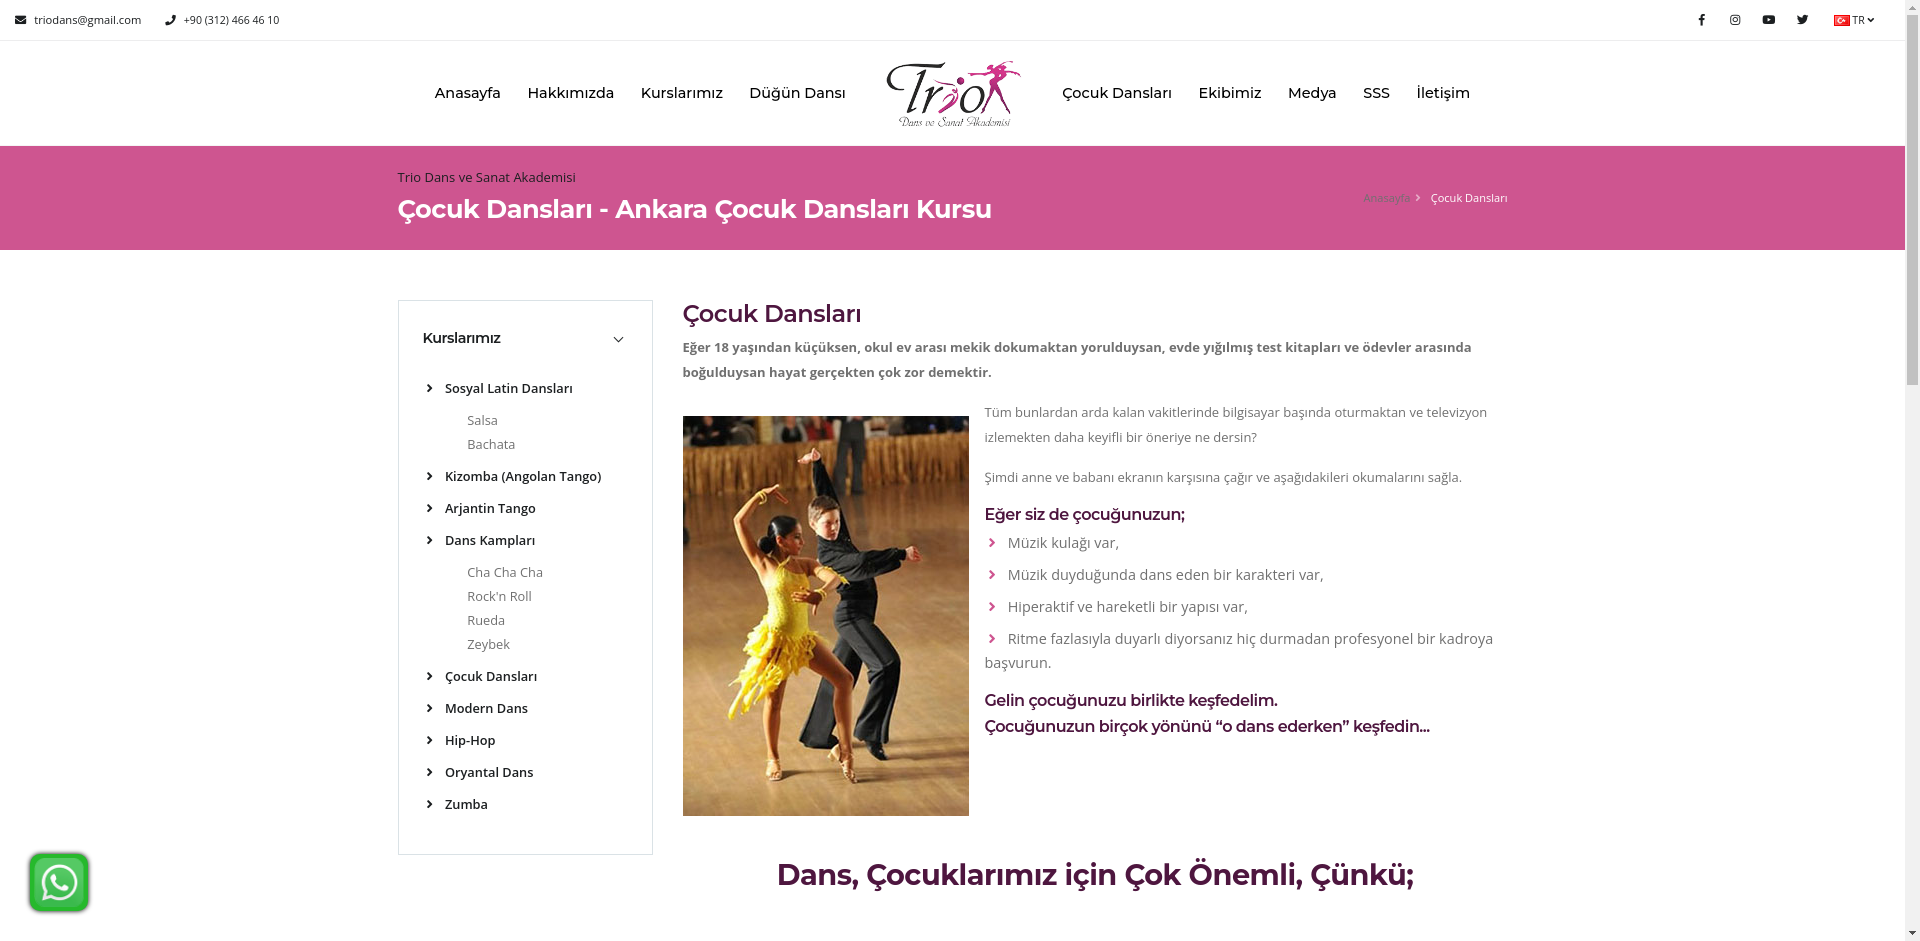 triodans@gmail.com +90 (312) 466 46 10 TR
Anasayfa Hakkımızda Kurslarımız Düğün Dansı Trio Çocuk Dansları Ekibimiz Medya SSS İletişim
Dans ve Sanat Akademisi
Trio Dans ve Sanat Akademisi
Çocuk Dansları - Ankara Çocuk Dansları Kursu
Anasayfa Çocuk Dansları
Kurslarımız
Sosyal Latin Dansları
Salsa
Bachata
Kizomba (Angolan Tango)
Arjantin Tango
Dans Kampları
Cha Cha Cha
Rock'n Roll
Rueda
Zeybek
Çocuk Dansları
Modern Dans
Hip-Hop
Oryantal Dans
Zumba
Çocuk Dansları
Eğer 18 yaşından küçüksen, okul ev arası mekik dokumaktan yorulduysan, evde yığılmış test kitapları ve ödevler arasında
boğulduysan hayat gerçekten çok zor demektir.
Tüm bunlardan arda kalan vakitlerinde bilgisayar başında oturmaktan ve televizyon
izlemekten daha keyifli bir öneriye ne dersin?
Şimdi anne ve babanı ekranın karşısına çağır ve aşağıdakileri okumalarını sağla.
Eğer siz de çocuğunuzun;
Müzik kulağı var,
Müzik duyduğunda dans eden bir karakteri var,
Hiperaktif ve hareketli bir yapısı var,
Ritme fazlasıyla duyarlı diyorsanız hiç durmadan profesyonel bir kadroya
başvurun.
Gelin çocuğunuzu birlikte keşfedelim.
Çocuğunuzun birçok yönünü “o dans ederken” keşfedin...
Dans, Çocuklarımız için Çok Önemli, Çünkü;